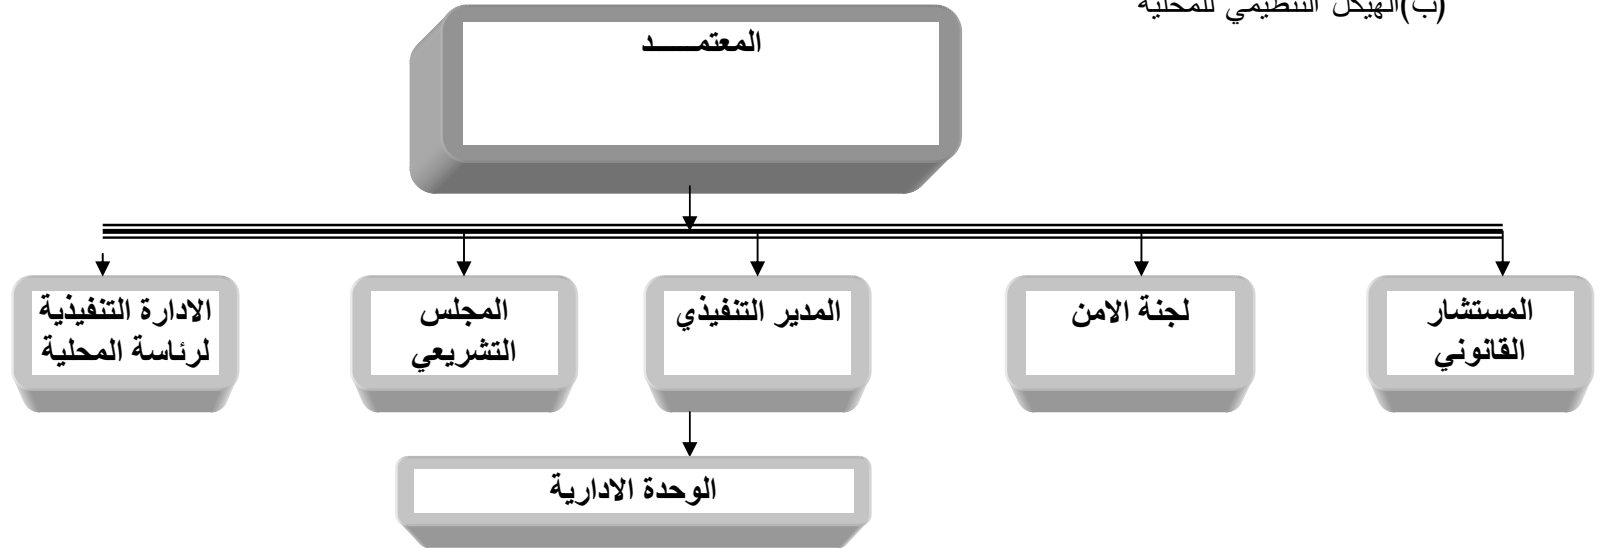 (ب)الهيكل التنظيمي للمحلية
المعتمـــــد
المستشار
القانوني
لجنة الامن
المدير التنفيذي
المجلس
التشريعي
الادارة التنفيذية
لرئاسة المحلية
الوحدة الادارية